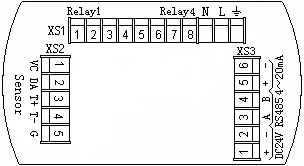 Relay1 Relay4 N L
XS1 1 2 3 4 5 6 7 8
XS2
1 2 3 4 5
VC DA T+ T- G
Sensor
XS3
6 5 4 3 2 1
+ - B A - +
DC24V RS485 4~20mA